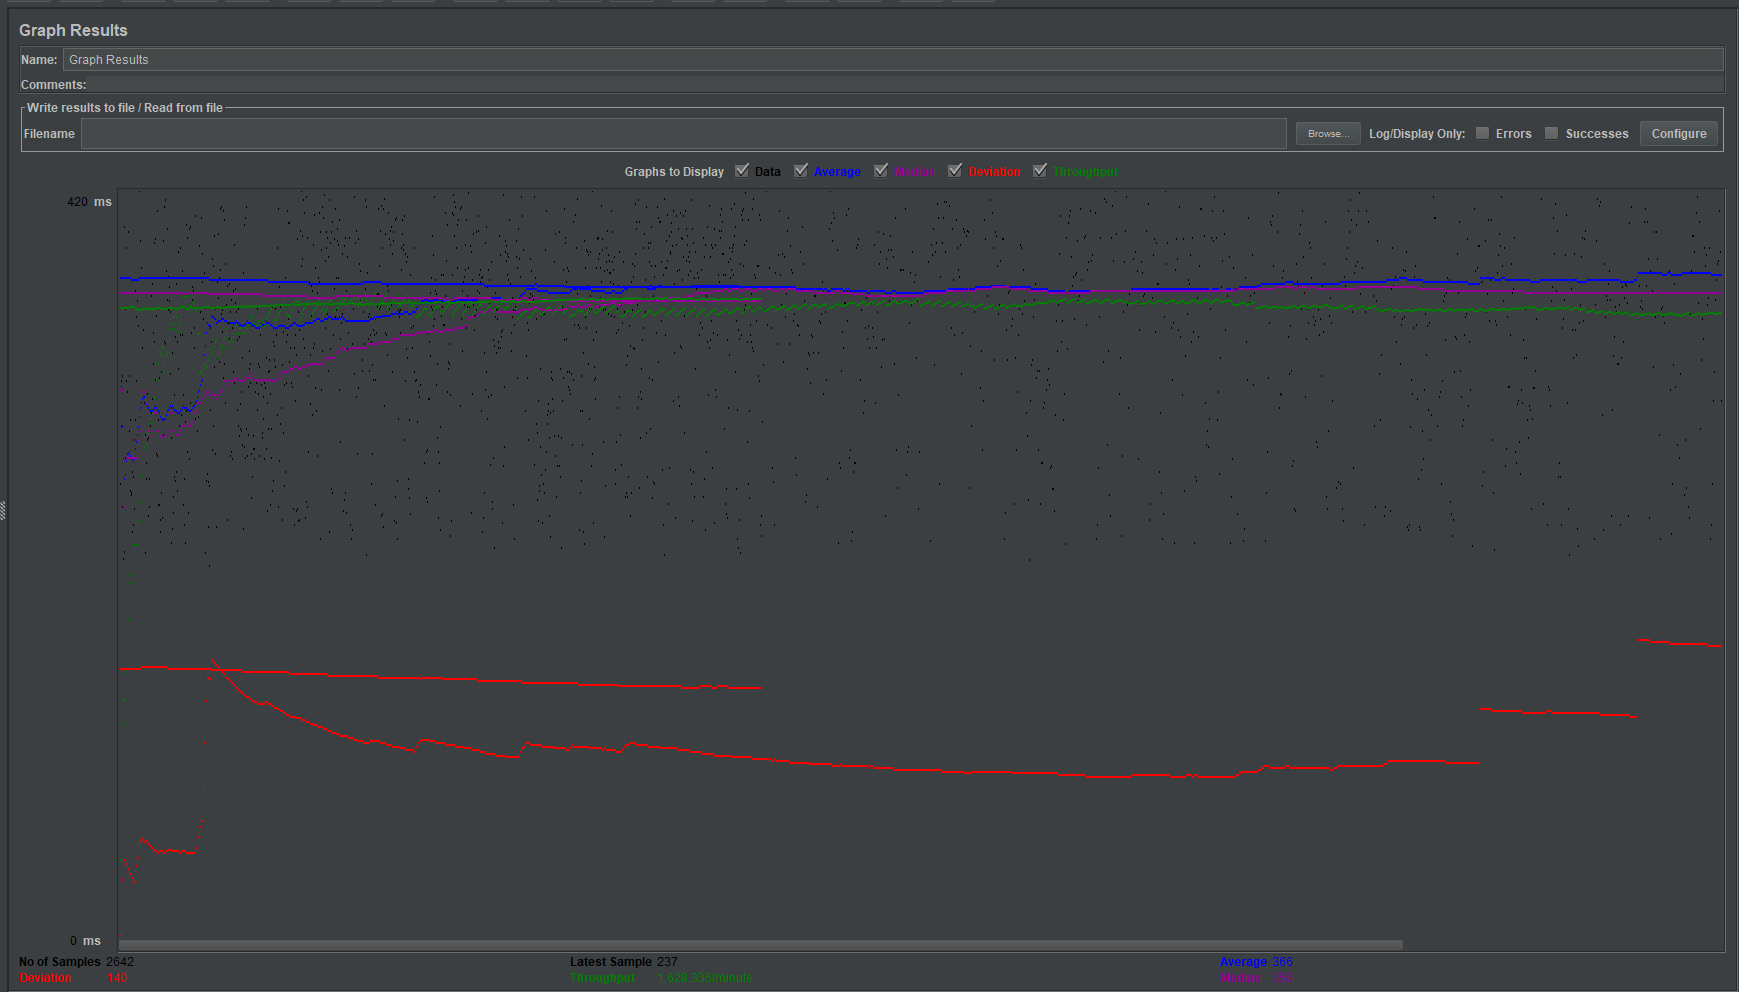 Graph Results
Name: Graph Results
Comments:
Write results to file / Read from file
Filename Browse... Log/Display Only: Errors Successes Configure
Graphs to Display Data Average Median Deviation Throughput
420 ms
0 ms
No of Samples 2642 Latest Sample 237 Average 366
Deviation 140 Throughput 1,628.335/minute Median